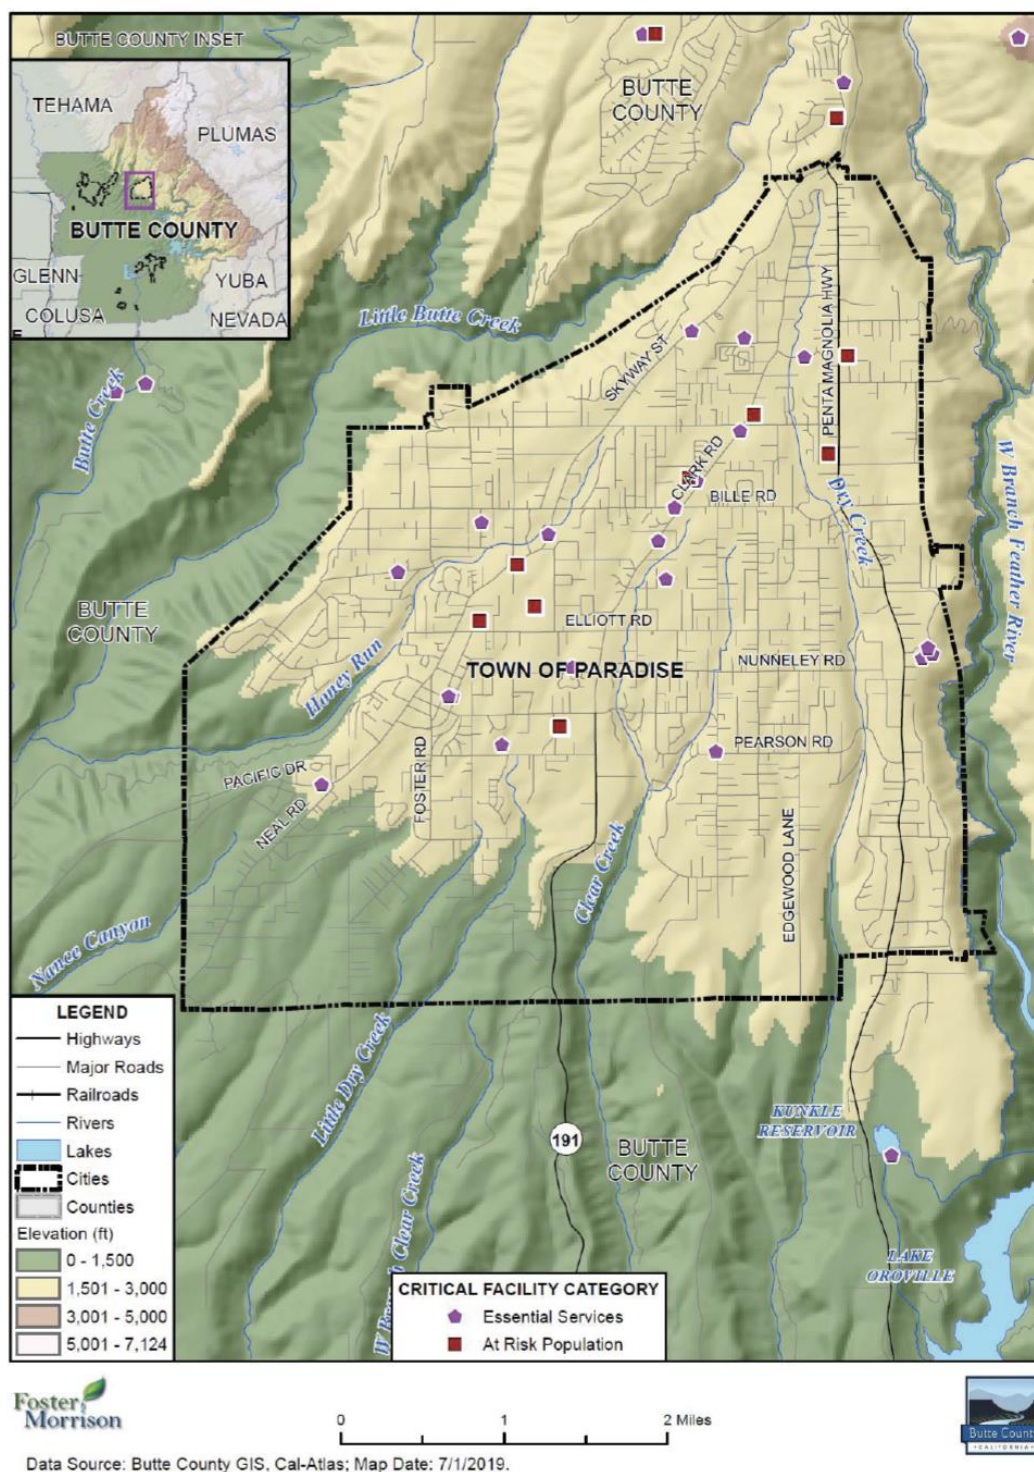 BUTTE COUNTY INSET
TEHAMA
PLUMAS
BUTTE COUNTY
GLENN
COLUSA
YUBA
NEVADA
BUTTE
COUNTY
Little Butte Creek
Butte Creek
SKYWAY ST
PENTA MAGNOLIA HWY
CLARK RD
BILLE RD
Dry Creek
W Branch Feather River
BUTTE
COUNTY
ELLIOTT RD
Honey Run
TOWN OF PARADISE
NUNNELEY RD
PEARSON RD
PACIFIC DR
NEAL RD
FOSTER RD
EDGEWOOD LANE
Clear Creek
Nance Canyon
Little Dry Creek
W Branch Clear Creek
191
BUTTE
COUNTY
KUNKLE
RESERVOIR
LAKE
OROVILLE
LEGEND
Highways
Major Roads
Railroads
Rivers
Lakes
Cities
Counties
Elevation (ft)
0 - 1,500
1,501 - 3,000
3,001 - 5,000
5,001 - 7,124
CRITICAL FACILITY CATEGORY
Essential Services
At Risk Population
Foster
Morrison
0 1 2 Miles
Butte County
CALIFORNIA
Data Source: Butte County GIS, Cal-Atlas; Map Date: 7/1/2019.